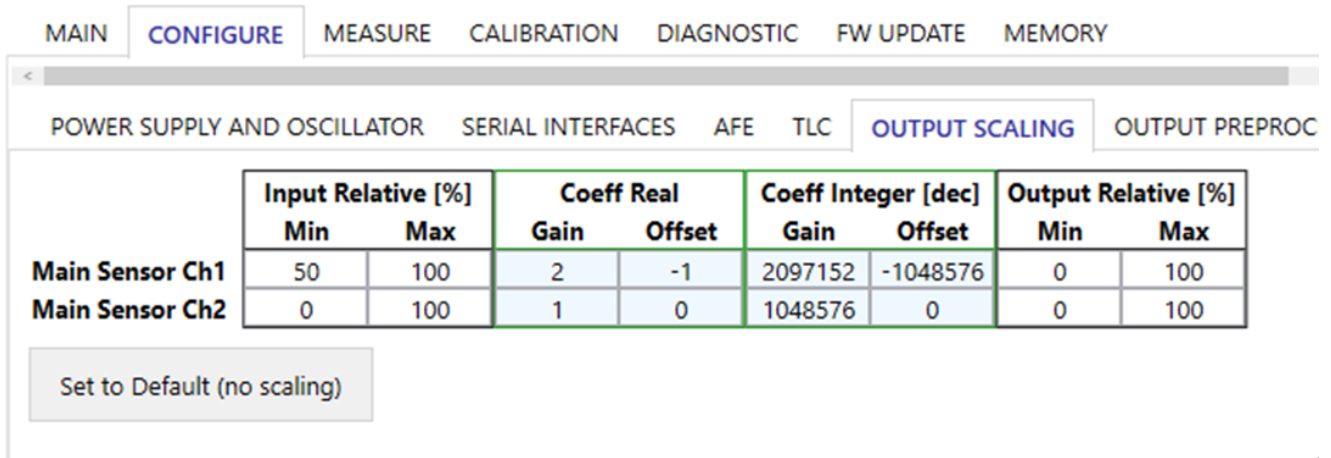 MAIN CONFIGURE MEASURE CALIBRATION DIAGNOSTIC FW UPDATE MEMORY
<
POWER SUPPLY AND OSCILLATOR SERIAL INTERFACES AFE TLC OUTPUT SCALING OUTPUT PREPROC
Input Relative [%] Coeff Real Coeff Integer [dec] Output Relative [%]
Min Max Gain Offset Gain Offset Min Max
Main Sensor Ch1 50 100 2 -1 2097152 -1048576 0 100
Main Sensor Ch2 0 100 1 0 1048576 0 0 100
Set to Default (no scaling)